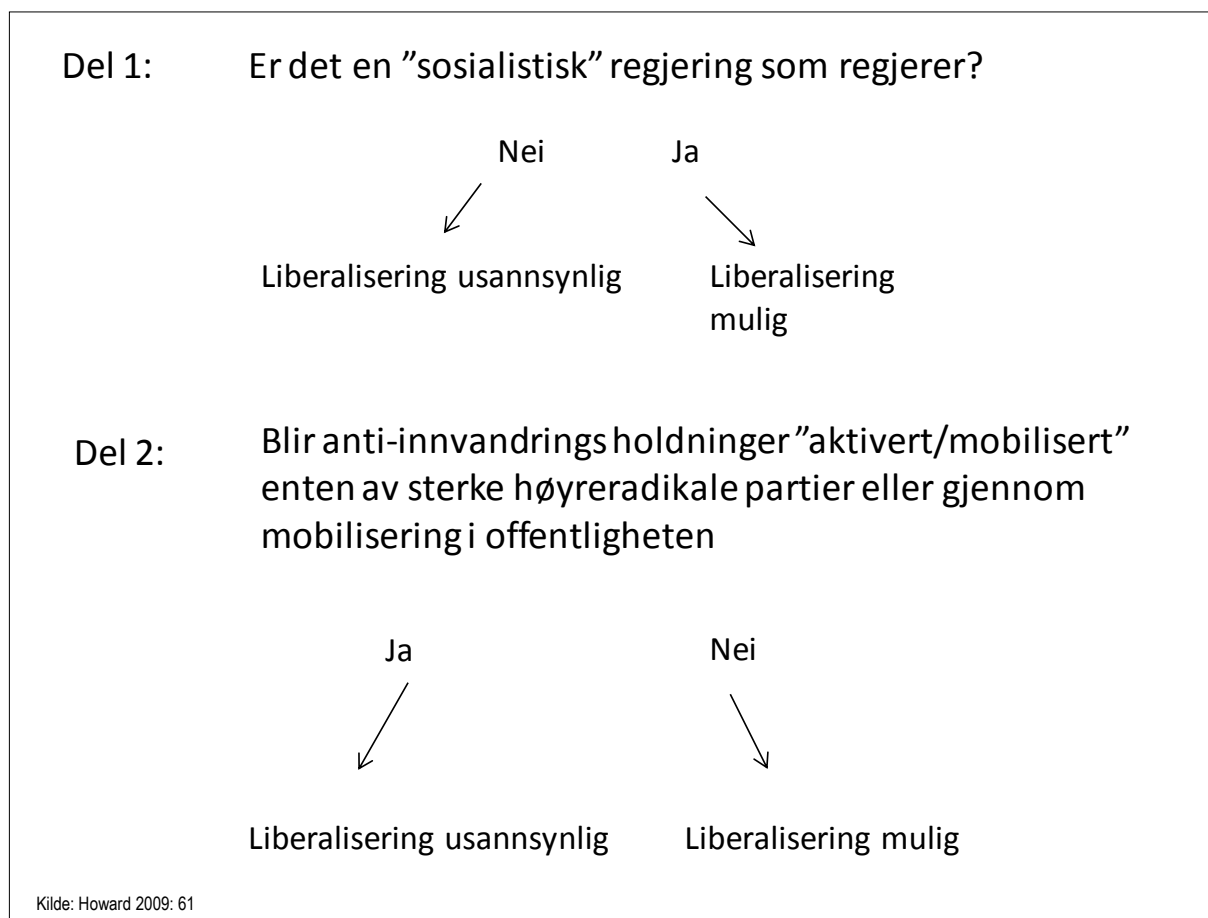 Del 1: Er det en ”sosialistisk” regjering som regjerer?
Nei Ja
Liberalisering usannsynlig Liberalisering
mulig
Del 2: Blir anti-innvandrings holdninger ”aktivert/mobilisert”
enten av sterke høyreradikale partier eller gjennom
mobilisering i offentligheten
Ja Nei
Liberalisering usannsynlig Liberalisering mulig
Kilde: Howard 2009: 61